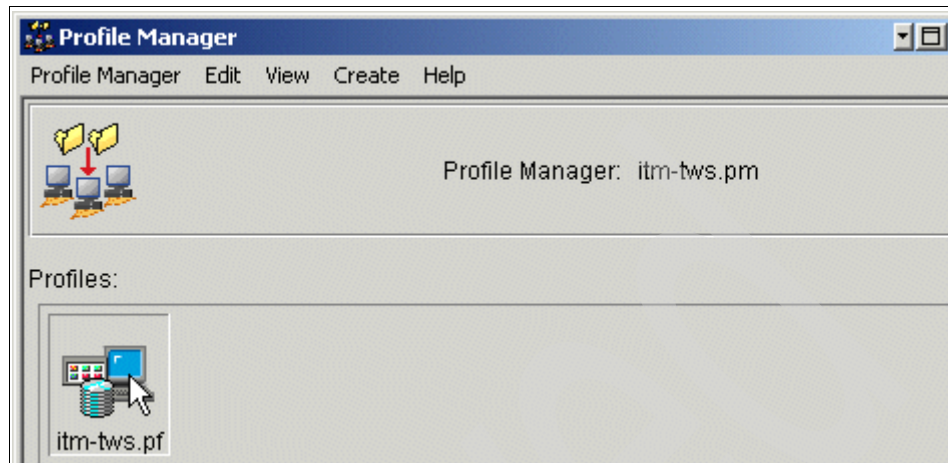 Profile Manager
Profile Manager Edit View Create Help
Profile Manager: itm-tws.pm
Profiles:
itm-tws.pf